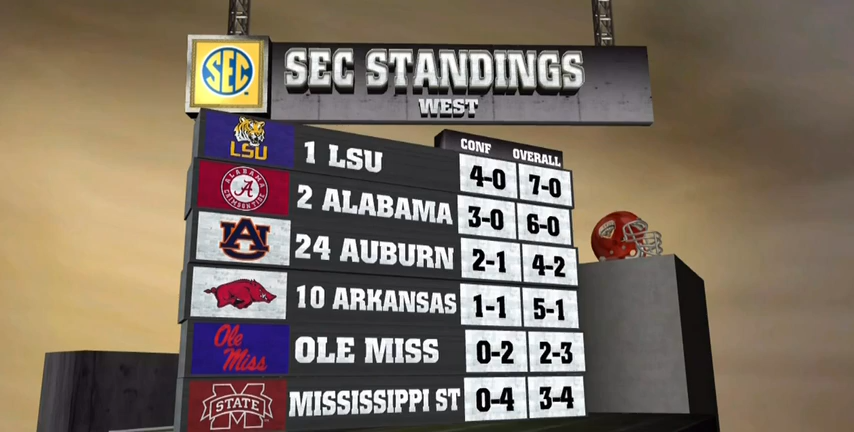 SEC
SEC STANDINGS
WEST
CONF OVERALL
LSU 1 LSU 4-0 7-0
ALABAMA CRIMSON TIDE A 2 ALABAMA 3-0 6-0
AU 24 AUBURN 2-1 4-2
10 ARKANSAS 1-1 5-1
Ole Miss OLE MISS 0-2 2-3
M STATE MISSISSIPPI ST 0-4 3-4